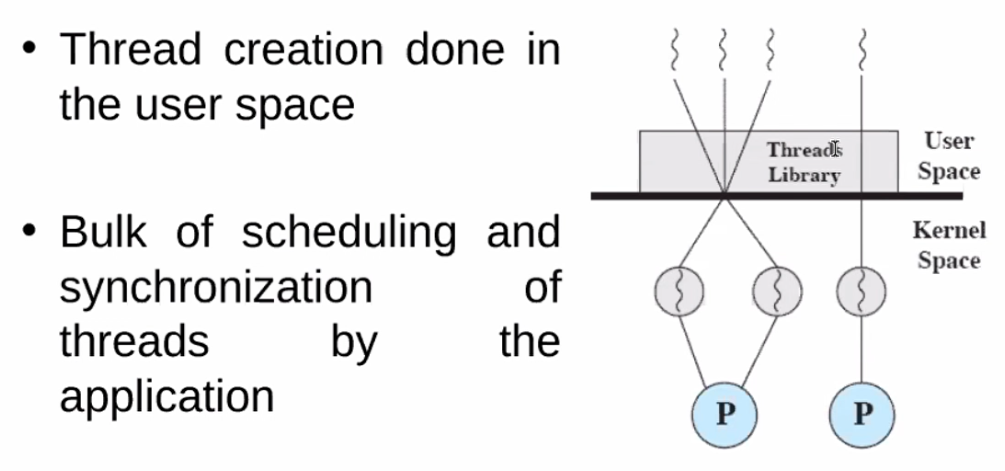 • Thread creation done in
the user space
• Bulk of scheduling and
synchronization of
threads by the
application
Threads
Library
User
Space
Kernel
Space
P
P